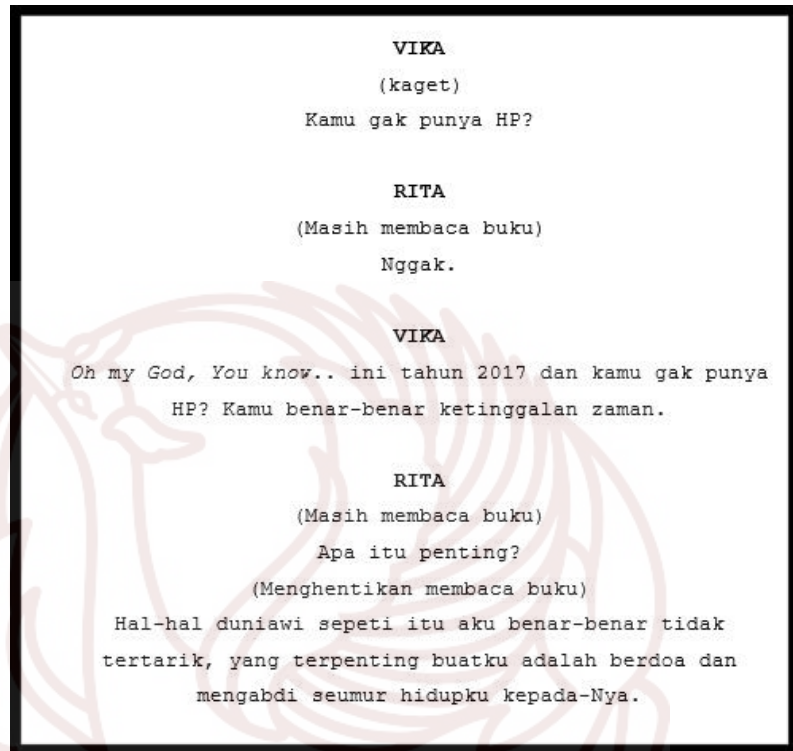 VIKA
(kaget)
Kamu gak punya HP?
RITA
(Masih membaca buku)
Nggak.
VIKA
Oh my God, You know.. ini tahun 2017 dan kamu gak punya
HP? Kamu benar-benar ketinggalan zaman.
RITA
(Masih membaca buku)
Apa itu penting?
(Menghentikan membaca buku)
Hal-hal duniawi sepeti itu aku benar-benar tidak
tertarik, yang terpenting buatku adalah berdoa dan
mengabdi seumur hidupku kepada-Nya.